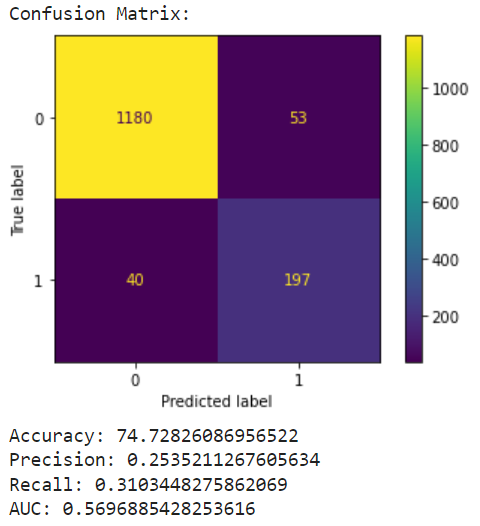 Confusion Matrix:
1180 53
40 197
0
1
True label
0 1
Predicted label
1000
800
600
400
200
Accuracy: 74.72826086956522
Precision: 0.2535211267605634
Recall: 0.3103448275862069
AUC: 0.5696885428253616